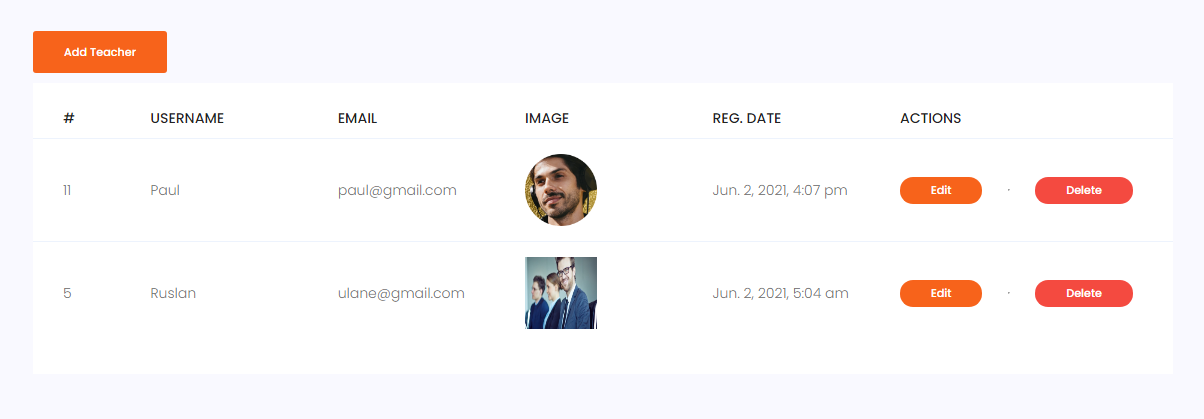 Add Teacher
# USERNAME EMAIL IMAGE REG. DATE ACTIONS
11 Paul paul@gmail.com Jun. 2, 2021, 4:07 pm Edit · Delete
5 Ruslan ulane@gmail.com Jun. 2, 2021, 5:04 am Edit · Delete